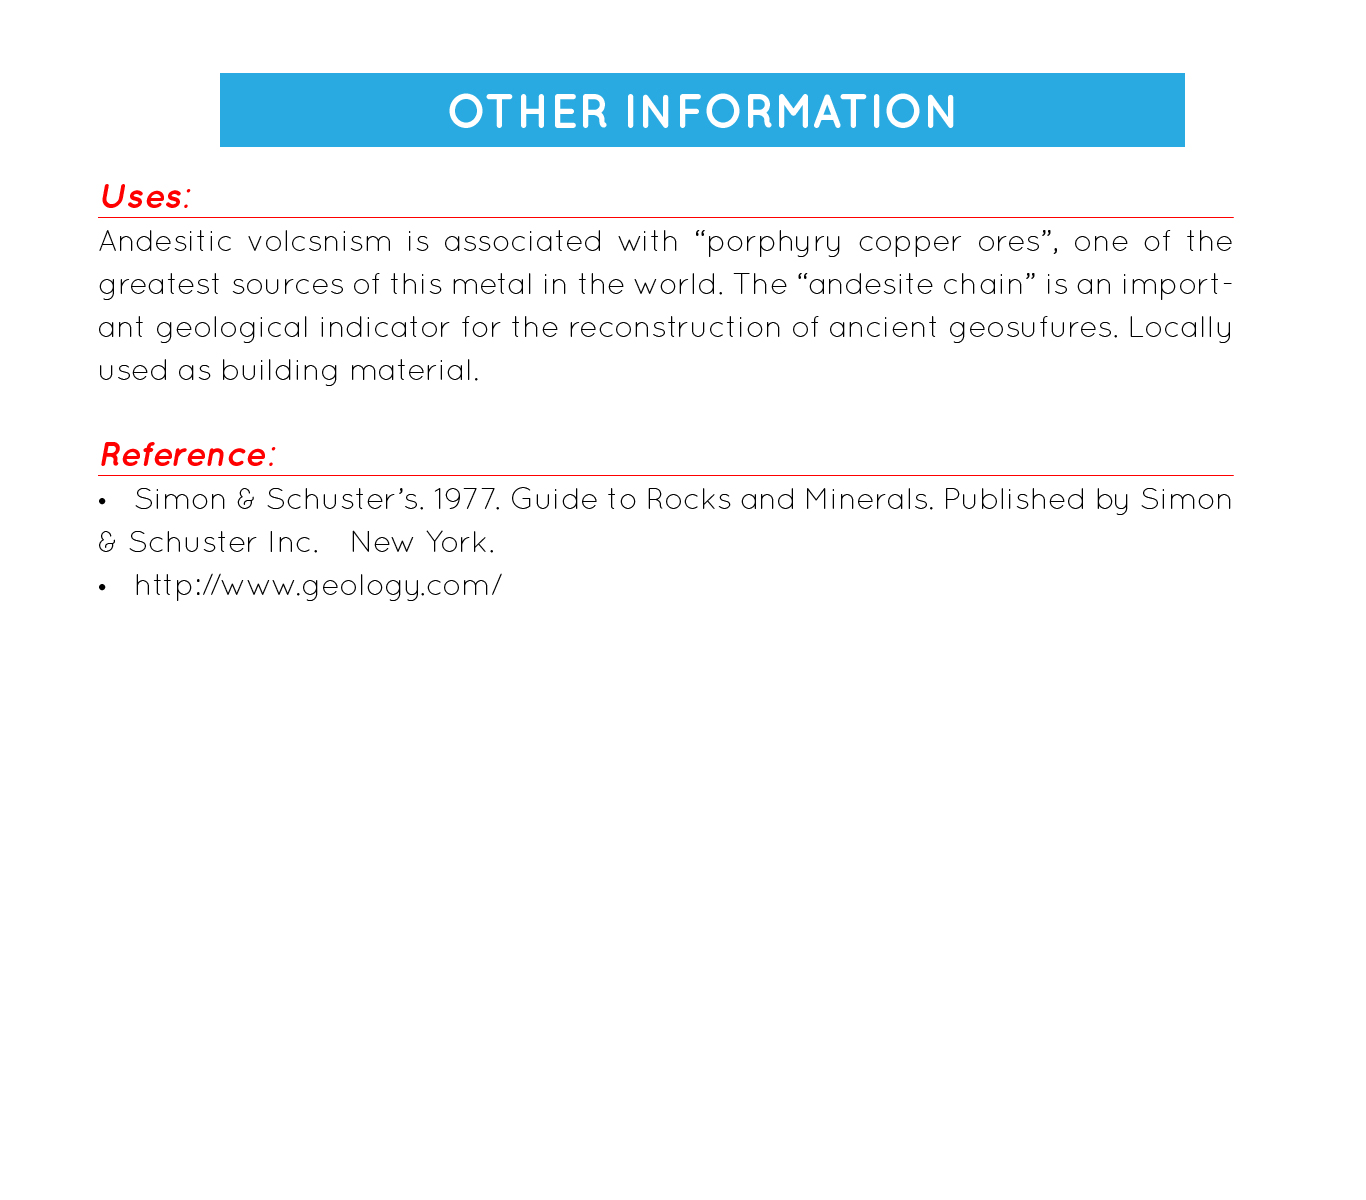 OTHER INFORMATION
Uses:
Andesitic volcsnism is associated with “porphyry copper ores”, one of the
greatest sources of this metal in the world. The “andesite chain” is an import-
ant geological indicator for the reconstruction of ancient geosufures. Locally
used as building material.
Reference:
• Simon & Schuster’s. 1977. Guide to Rocks and Minerals. Published by Simon
& Schuster Inc. New York.
• http://www.geology.com/